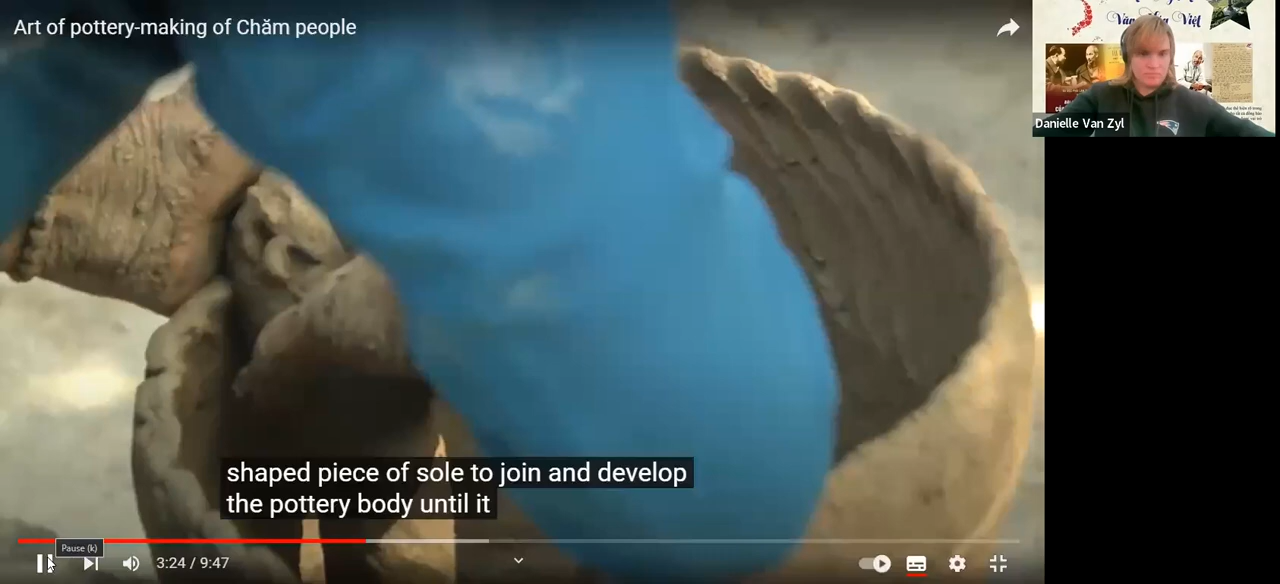 Art of pottery-making of Chăm people
Việt
Danielle Van Zyl
shaped piece of sole to join and develop
the pottery body until it
Pause (k)
3:24 / 9:47